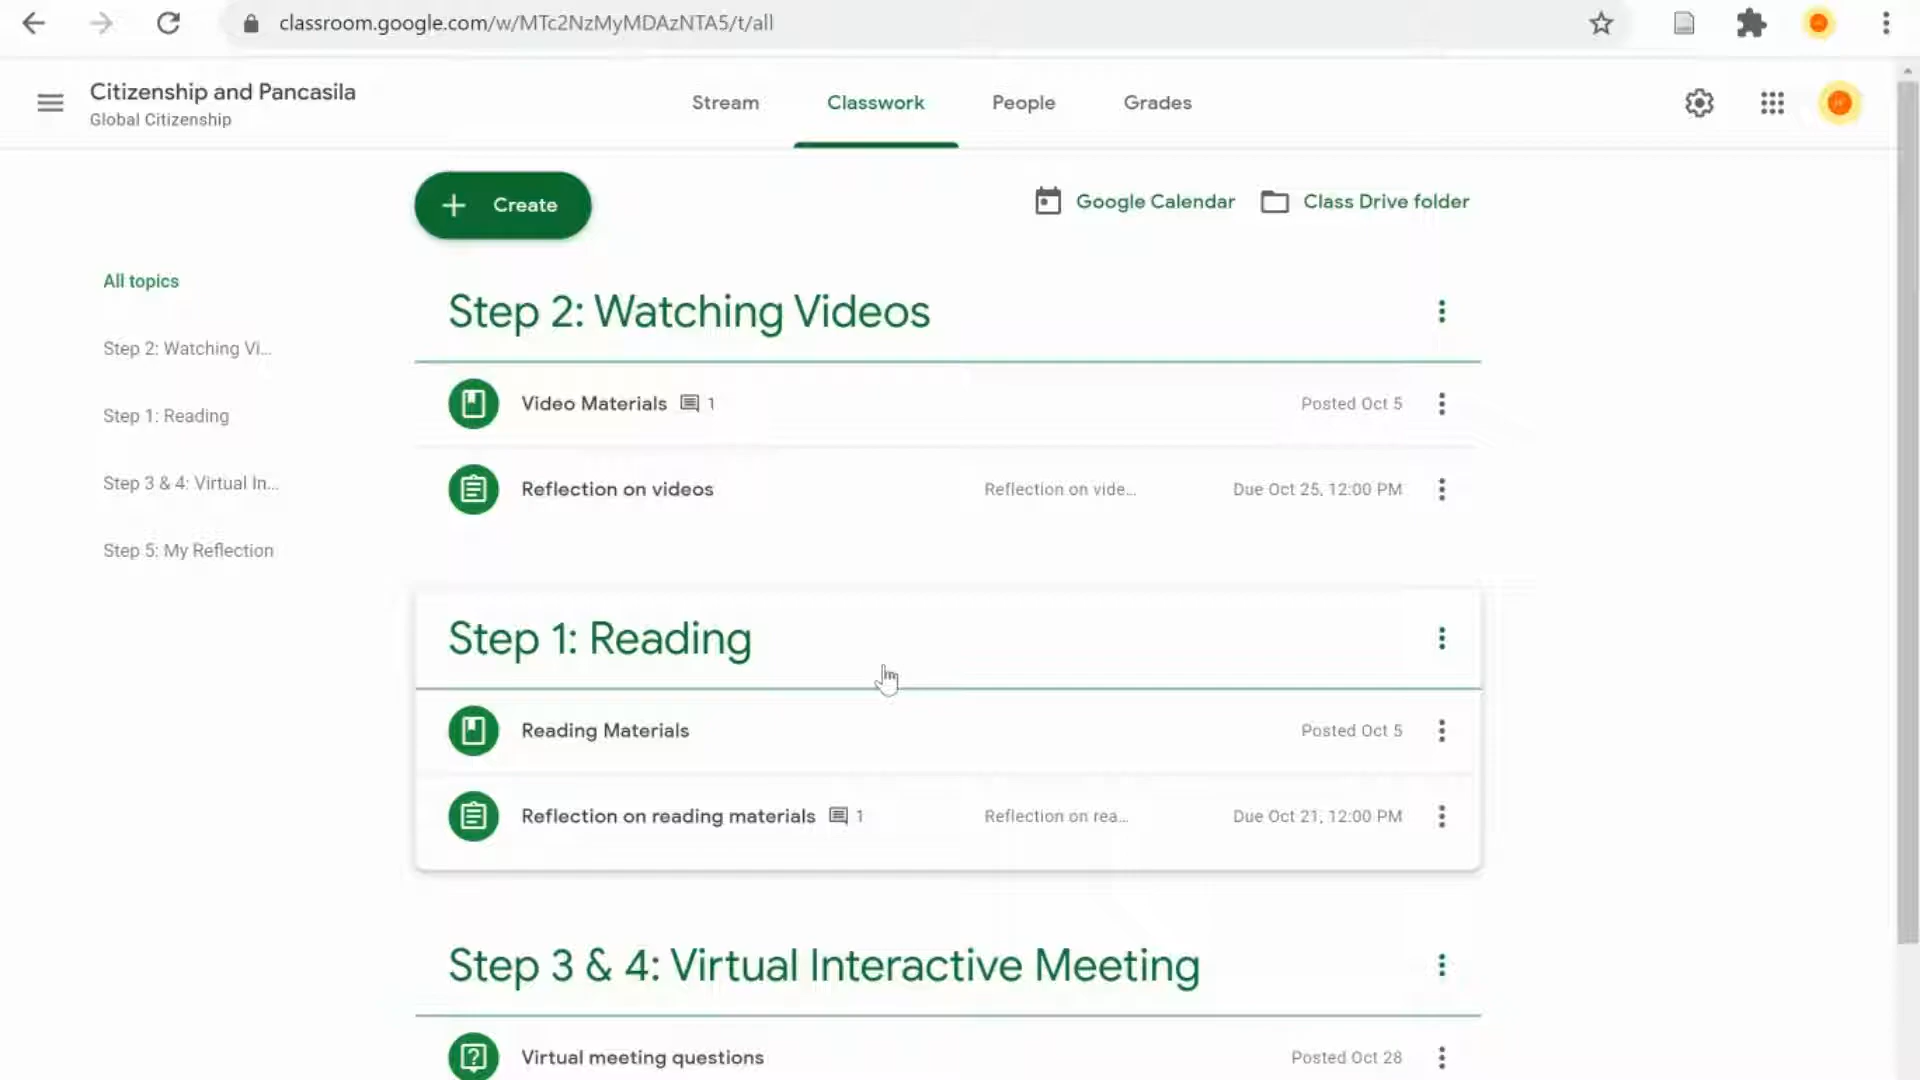 classroom.google.com/w/MTc2NzMyMDAzNTA5/t/all
Citizenship and Pancasila
Global Citizenship
Stream
Classwork
People
Grades
Create
Google Calendar
Class Drive folder
All topics
Step 2: Watching Vi...
Step 1: Reading
Step 3 & 4: Virtual In...
Step 5: My Reflection
Step 2: Watching Videos
Video Materials 1 Posted Oct 5
Reflection on videos Reflection on vide... Due Oct 25, 12:00 PM
Step 1: Reading
Reading Materials Posted Oct 5
Reflection on reading materials 1 Reflection on rea... Due Oct 21, 12:00 PM
Step 3 & 4: Virtual Interactive Meeting
Virtual meeting questions Posted Oct 28